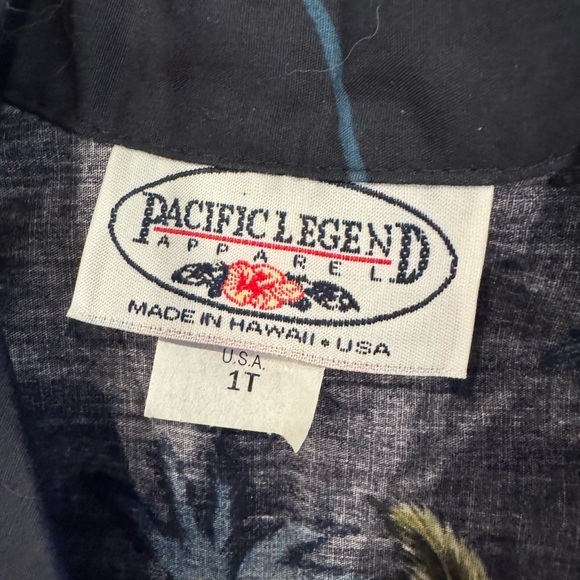 PACIFIC LEGEND
APPAREL
MADE IN HAWAII • USA
U.S.A.
1T